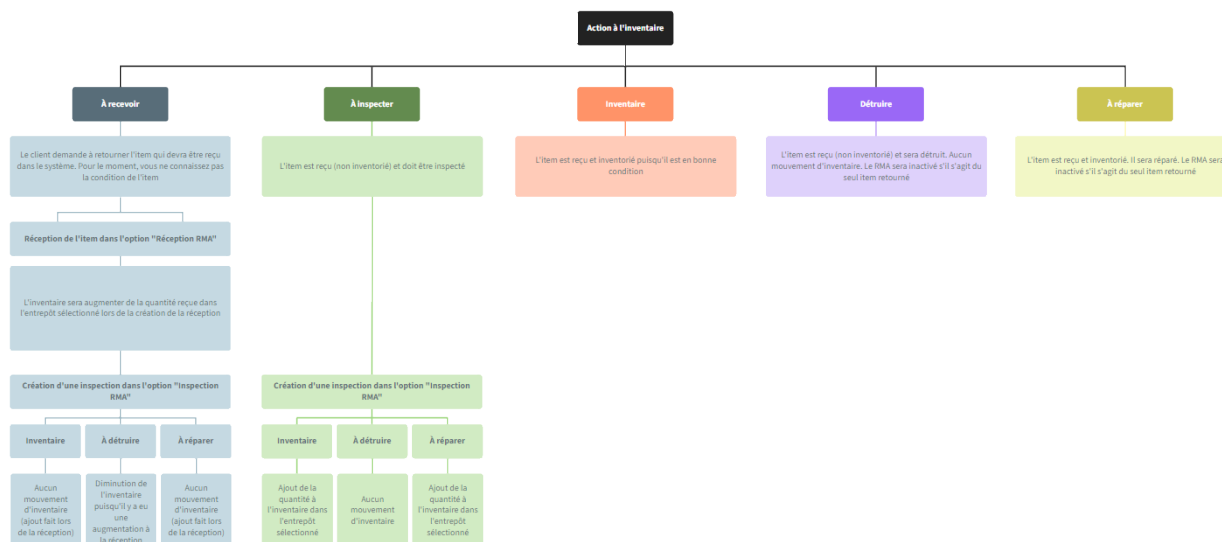 Action à l'inventaire
À recevoir
À inspecter
Inventaire
Détruire
À réparer
Le client demande à retourner l'item qui devra être reçu
dans le système. Pour le moment, vous ne connaissez pas
la condition de l'item
L'item est reçu (non inventorié) et doit être inspecté
L'item est reçu et inventorié puisqu'il est en bonne
condition
L'item est reçu (non inventorié) et sera détruit. Aucun
mouvement d'inventaire. Le RMA sera inactivé s'il s'agit du
seul item retourné
L'item est reçu et inventorié. Il sera réparé. Le RMA sera
inactivé s'il s'agit du seul item retourné
Réception de l'item dans l'option "Réception RMA"
L'inventaire sera augmenter de la quantité reçue dans
l'entrepôt sélectionné lors de la création de la réception
Création d'une inspection dans l'option "Inspection
RMA"
Inventaire
À détruire
À réparer
Aucun
mouvement
d'inventaire
(ajout fait lors
de la réception)
Diminution de
l'inventaire
puisqu'il y a eu
une
augmentation à
la réception
Aucun
mouvement
d'inventaire
(ajout fait lors
de la réception)
Création d'une inspection dans l'option "Inspection
RMA"
Inventaire
À détruire
À réparer
Ajout de la
quantité à
l'inventaire dans
l'entrepôt
sélectionné
Aucun
mouvement
d'inventaire
Ajout de la
quantité à
l'inventaire dans
l'entrepôt
sélectionné